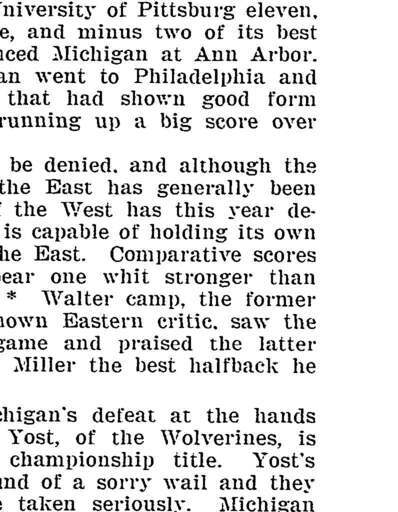 niversity of Pittsburg eleven,
e, and minus two of its best
nced Michigan at Ann Arbor.
an went to Philadelphia and
that had shown good form
running up a big score over
be denied, and although the
the East has generally been
the West has this year de-
is capable of holding its own
he East. Comparative scores
pear one whit stronger than
* Walter camp, the former
nown Eastern critic, saw the
game and praised the latter
Miller the best halfback he
chigan's defeat at the hands
Yost, of the Wolverines, is
championship title. Yost's
und of a sorry wail and they
e taken seriously. Michigan